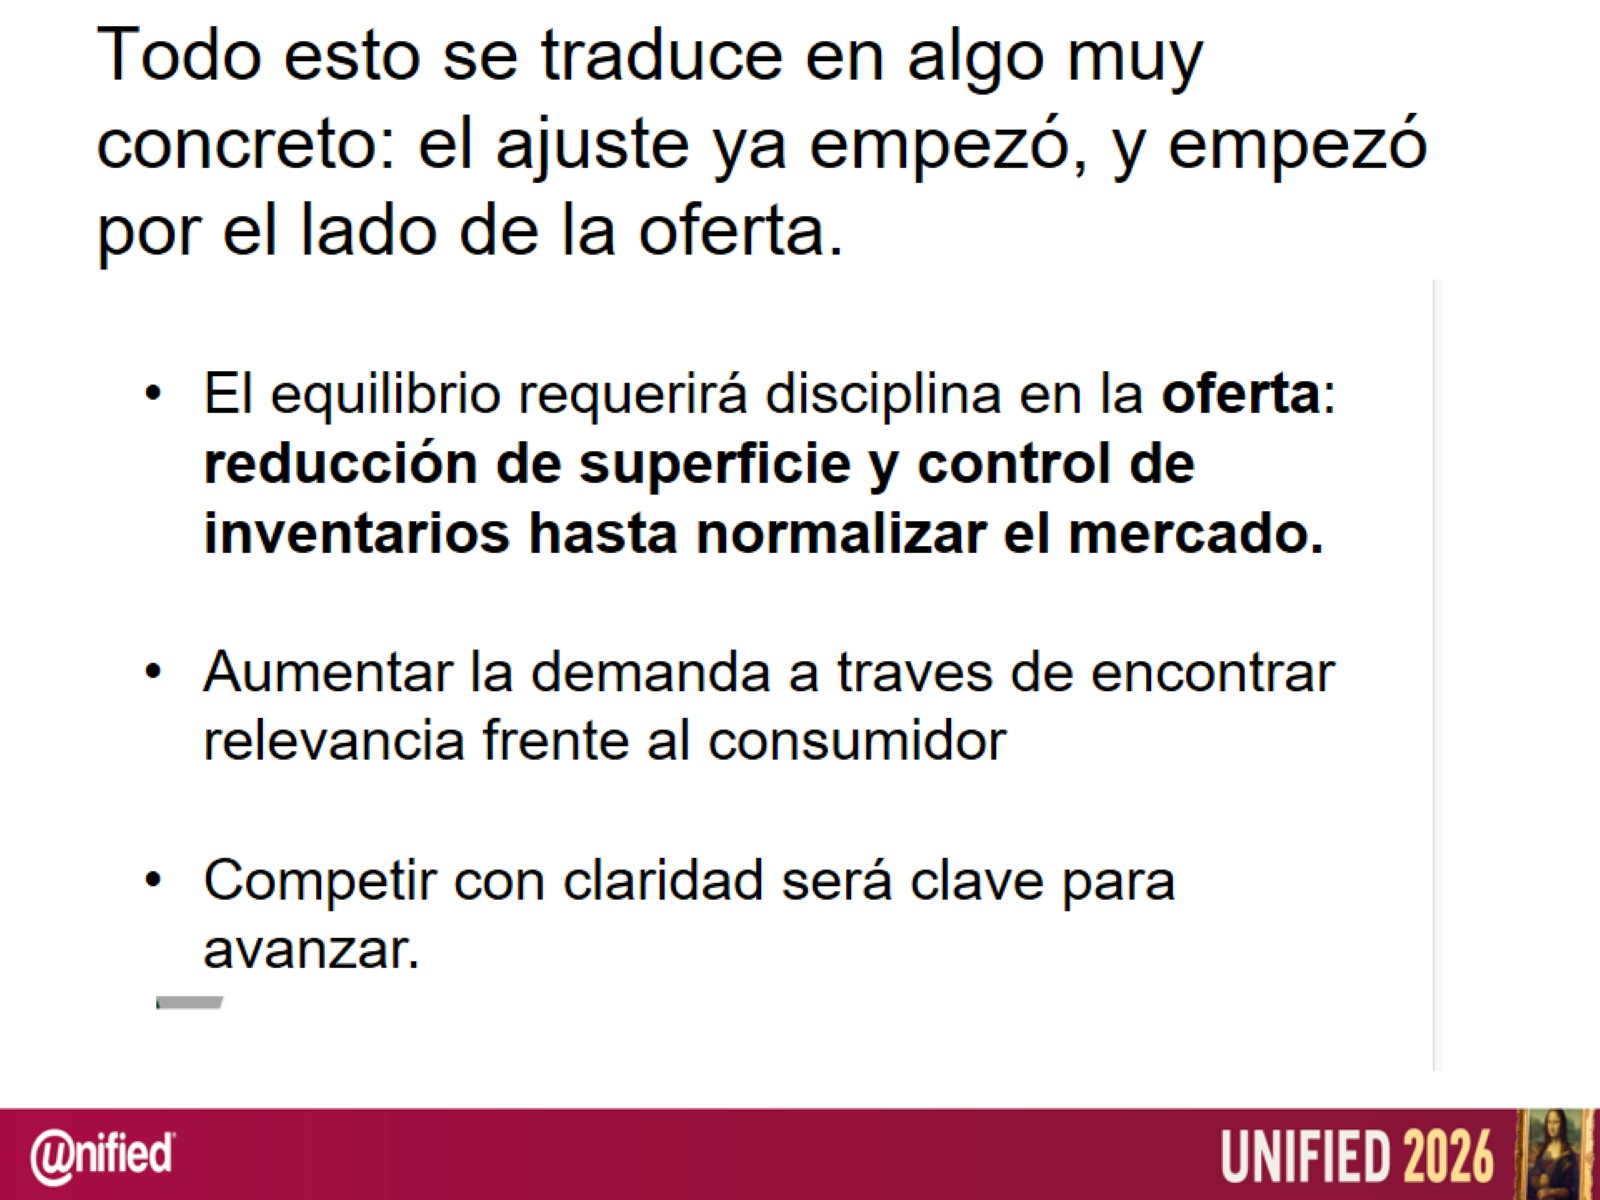 Todo esto se traduce en algo muy
concreto: el ajuste ya empezó, y empezó
por el lado de la oferta.
• El equilibrio requerirá disciplina en la oferta:
reducción de superficie y control de
inventarios hasta normalizar el mercado.
• Aumentar la demanda a traves de encontrar
relevancia frente al consumidor
• Competir con claridad será clave para
avanzar.
@unified
UNIFIED 2026